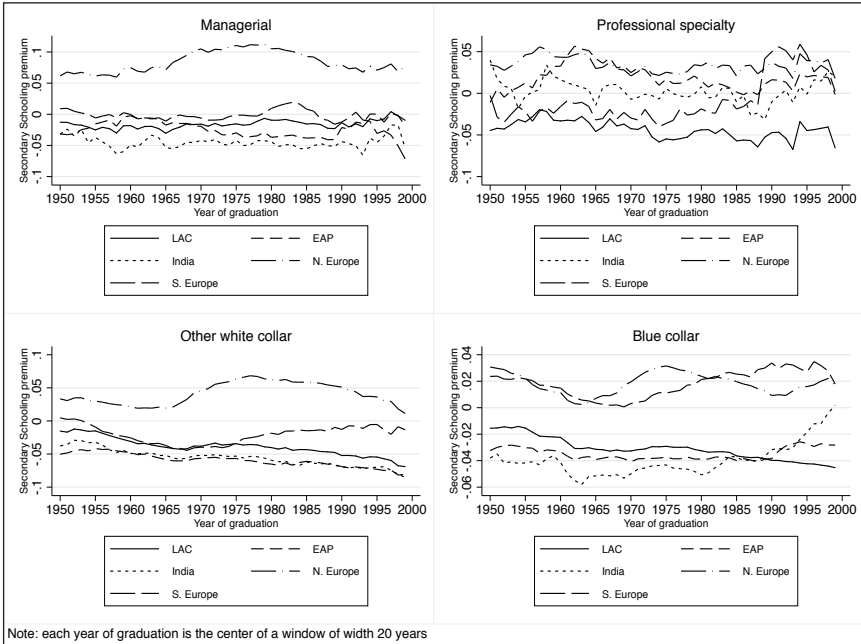 Managerial
Secondary Schooling premium
.1
.05
0
-.05
-.1
1950 1955 1960 1965 1970 1975 1980 1985 1990 1995 2000
Year of graduation
LAC EAP
India N. Europe
S. Europe
Professional specialty
Secondary Schooling premium
.05
0
-.05
-.1
1950 1955 1960 1965 1970 1975 1980 1985 1990 1995 2000
Year of graduation
LAC EAP
India N. Europe
S. Europe
Other white collar
Secondary Schooling premium
.1
.05
0
-.05
-.1
1950 1955 1960 1965 1970 1975 1980 1985 1990 1995 2000
Year of graduation
LAC EAP
India N. Europe
S. Europe
Blue collar
Secondary Schooling premium
.04
.02
0
-.02
-.04
-.06
1950 1955 1960 1965 1970 1975 1980 1985 1990 1995 2000
Year of graduation
LAC EAP
India N. Europe
S. Europe
Note: each year of graduation is the center of a window of width 20 years